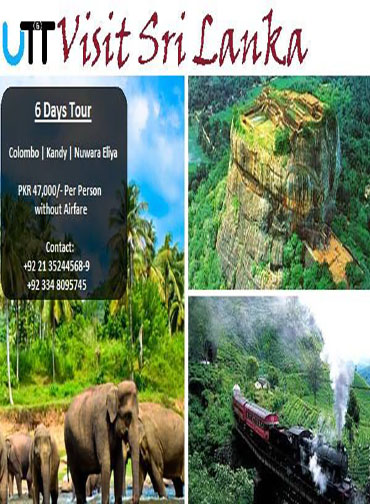 UTT Visit Sri Lanka
6 Days Tour
Colombo | Kandy | Nuwara Eliya
PKR 47,000/- Per Person
without Airfare
Contact:
+92 21 35244568-9
+92 334 8095745